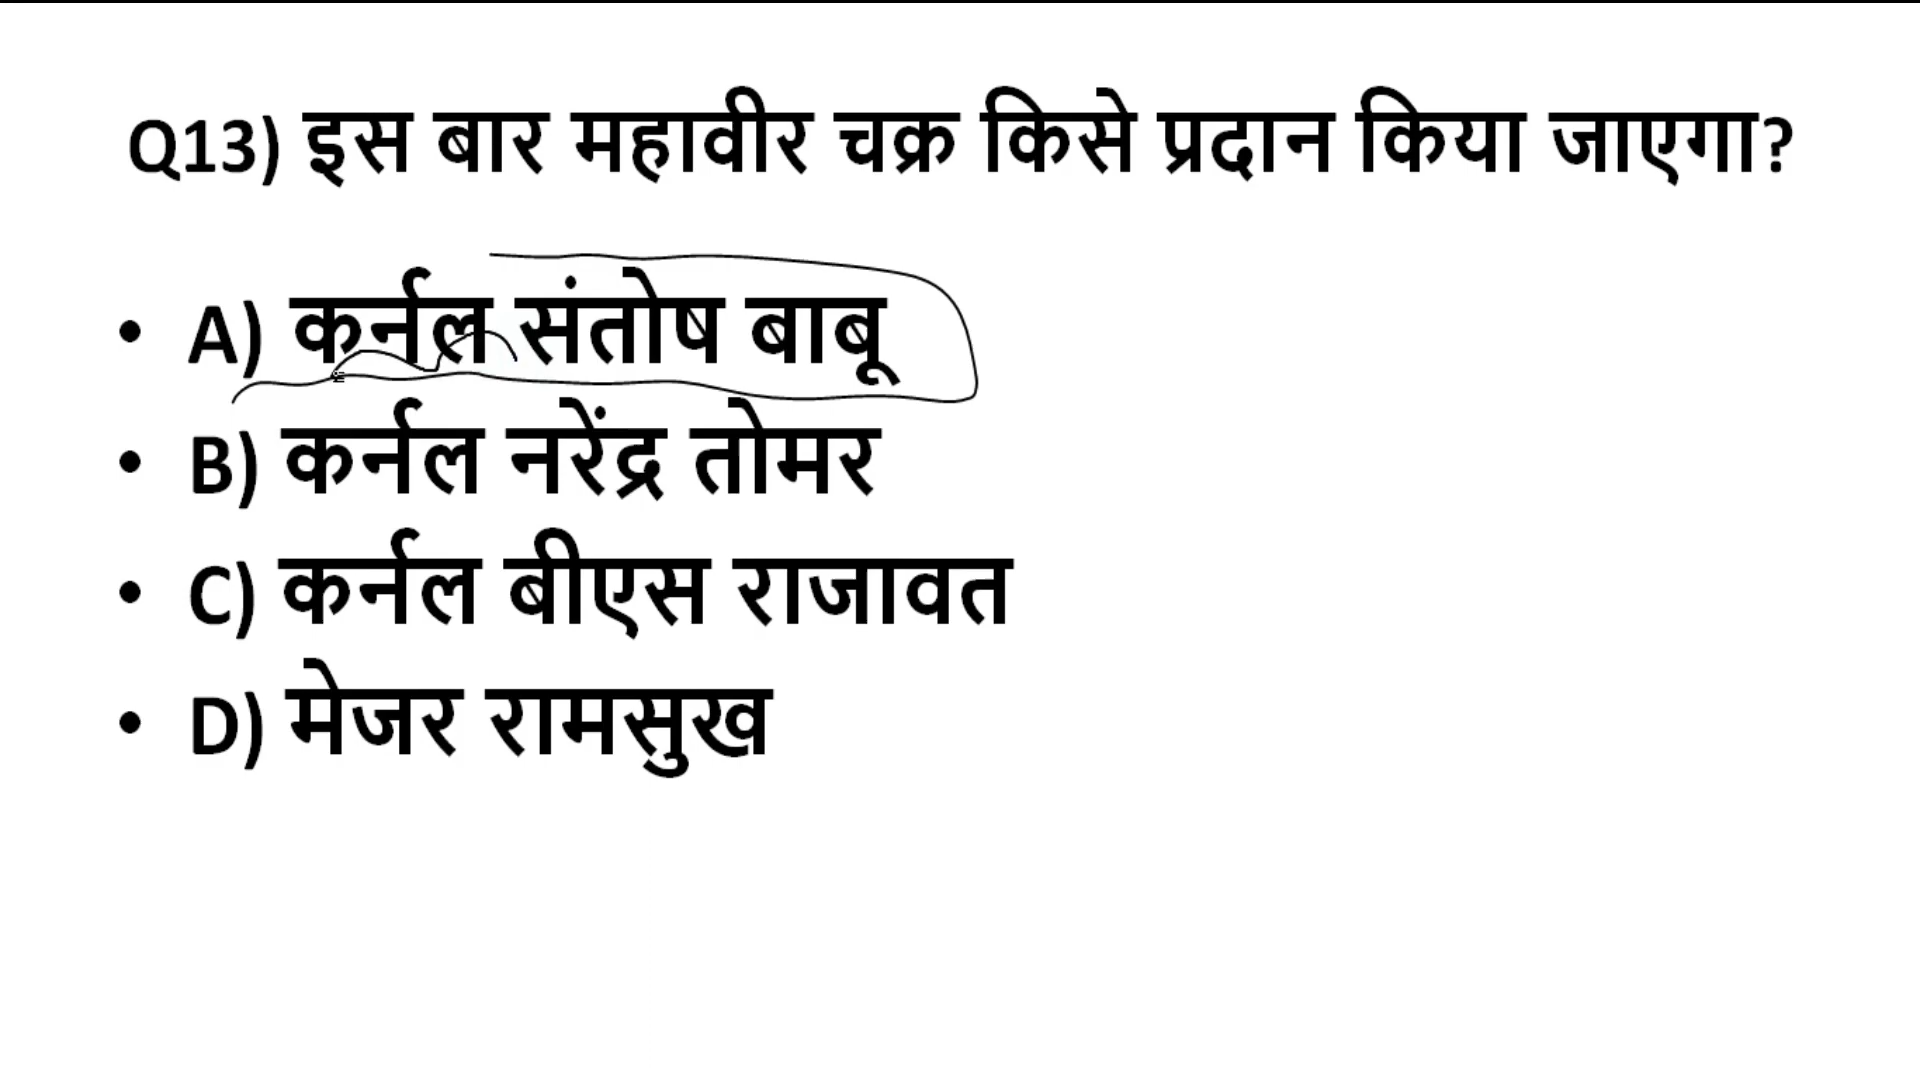 Q13) इस बार महावीर चक्र किसे प्रदान किया जाएगा?
• A) कर्नल संतोष बाबू
• B) कर्नल नरेंद्र तोमर
• C) कर्नल बीएस राजावत
• D) मेजर रामसुख